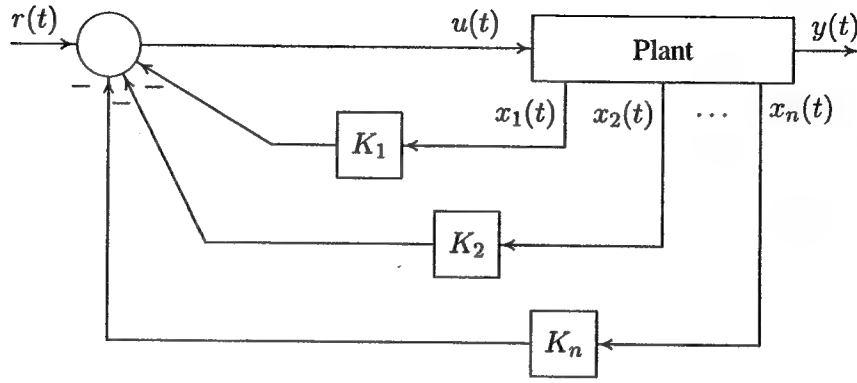 r(t) u(t) Plant y(t)
− − −
x₁(t) x₂(t) ··· xₙ(t)
K₁
K₂
Kₙ